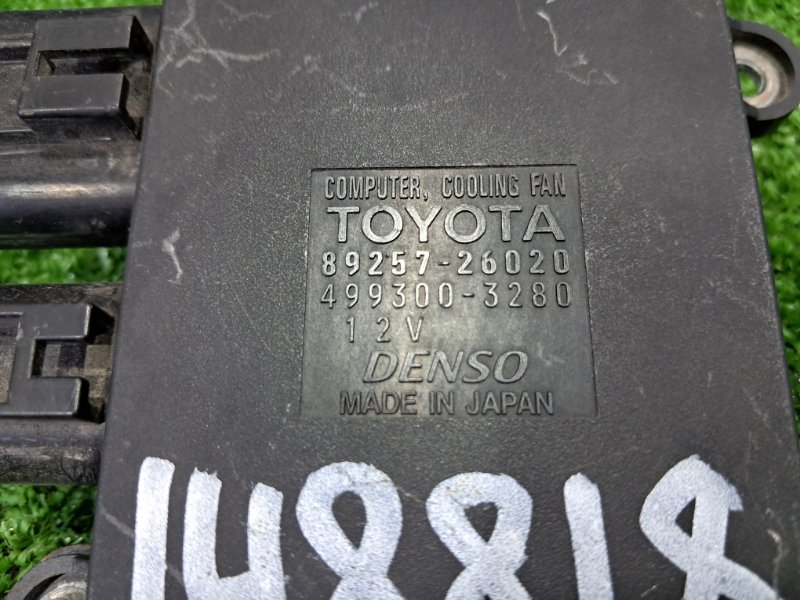 COMPUTER, COOLING FAN
TOYOTA
89257-26020
499300-3280
12V
DENSO
MADE IN JAPAN
148818